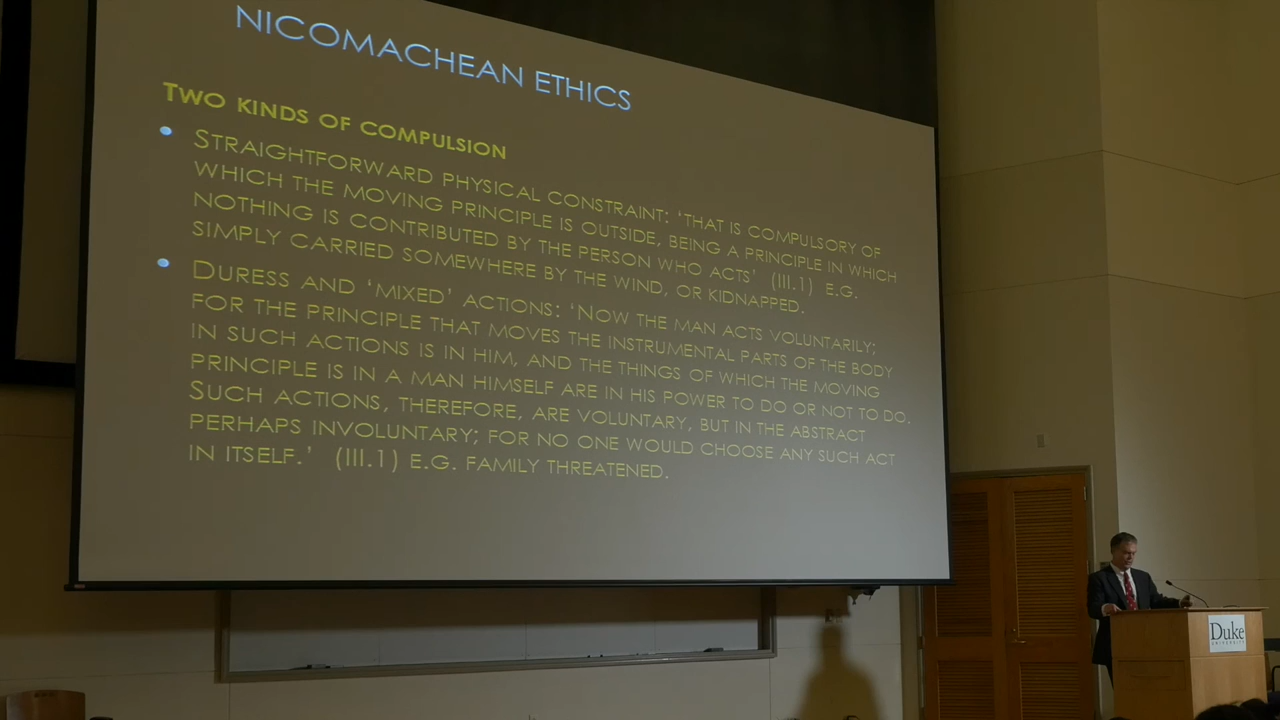 NICOMACHEAN ETHICS
TWO KINDS OF COMPULSION
• STRAIGHTFORWARD PHYSICAL CONSTRAINT: ‘THAT IS COMPULSORY OF
WHICH THE MOVING PRINCIPLE IS OUTSIDE, BEING A PRINCIPLE IN WHICH
NOTHING IS CONTRIBUTED BY THE PERSON WHO ACTS’ (III.1) E.G.
SIMPLY CARRIED SOMEWHERE BY THE WIND, OR KIDNAPPED.
• DURESS AND ‘MIXED’ ACTIONS: ‘NOW THE MAN ACTS VOLUNTARILY;
FOR THE PRINCIPLE THAT MOVES THE INSTRUMENTAL PARTS OF THE BODY
IN SUCH ACTIONS IS IN HIM, AND THE THINGS OF WHICH THE MOVING
PRINCIPLE IS IN A MAN HIMSELF ARE IN HIS POWER TO DO OR NOT TO DO.
SUCH ACTIONS, THEREFORE, ARE VOLUNTARY, BUT IN THE ABSTRACT
PERHAPS INVOLUNTARY; FOR NO ONE WOULD CHOOSE ANY SUCH ACT
IN ITSELF.’ (III.1) E.G. FAMILY THREATENED.
Duke
UNIVERSITY